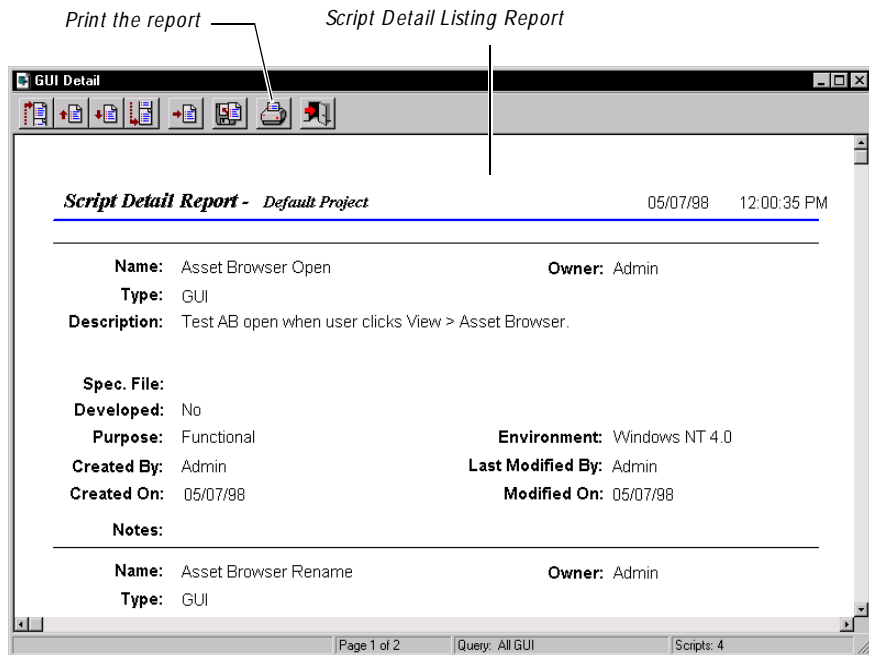 Print the report
Script Detail Listing Report
GUI Detail
Script Detail Report - Default Project 05/07/98 12:00:35 PM
Name: Asset Browser Open Owner: Admin
Type: GUI
Description: Test AB open when user clicks View > Asset Browser.
Spec. File:
Developed: No
Purpose: Functional Environment: Windows NT 4.0
Created By: Admin Last Modified By: Admin
Created On: 05/07/98 Modified On: 05/07/98
Notes:
Name: Asset Browser Rename Owner: Admin
Type: GUI
Page 1 of 2 Query: All GUI Scripts: 4